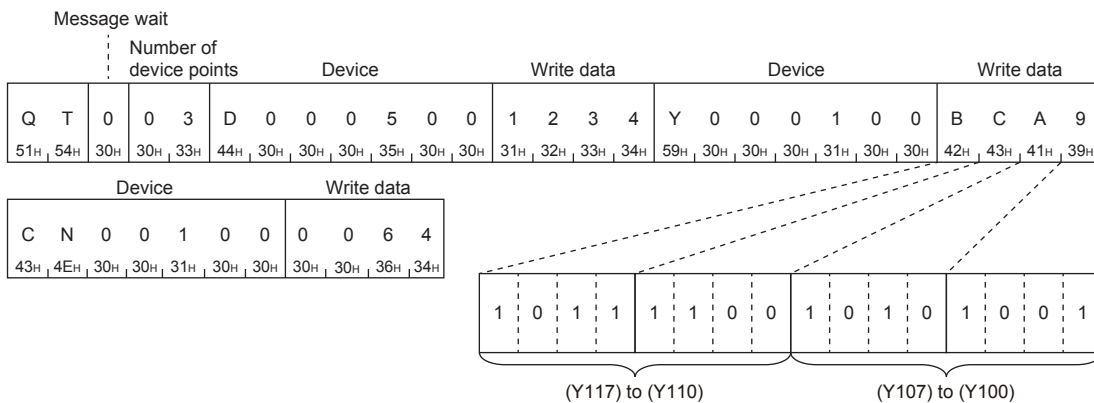 Message wait
Number of
device points Device Write data Device Write data
Q T 0 0 3 D 0 0 0 5 0 0 1 2 3 4 Y 0 0 0 1 0 0 B C A 9
51H 54H 30H 30H 33H 44H 30H 30H 30H 35H 30H 30H 31H 32H 33H 34H 59H 30H 30H 30H 31H 30H 30H 42H 43H 41H 39H
Device Write data
C N 0 0 1 0 0 0 0 6 4
43H 4EH 30H 30H 31H 30H 30H 30H 30H 36H 34H
1 0 1 1 1 1 0 0 1 0 1 0 1 0 0 1
(Y117) to (Y110) (Y107) to (Y100)